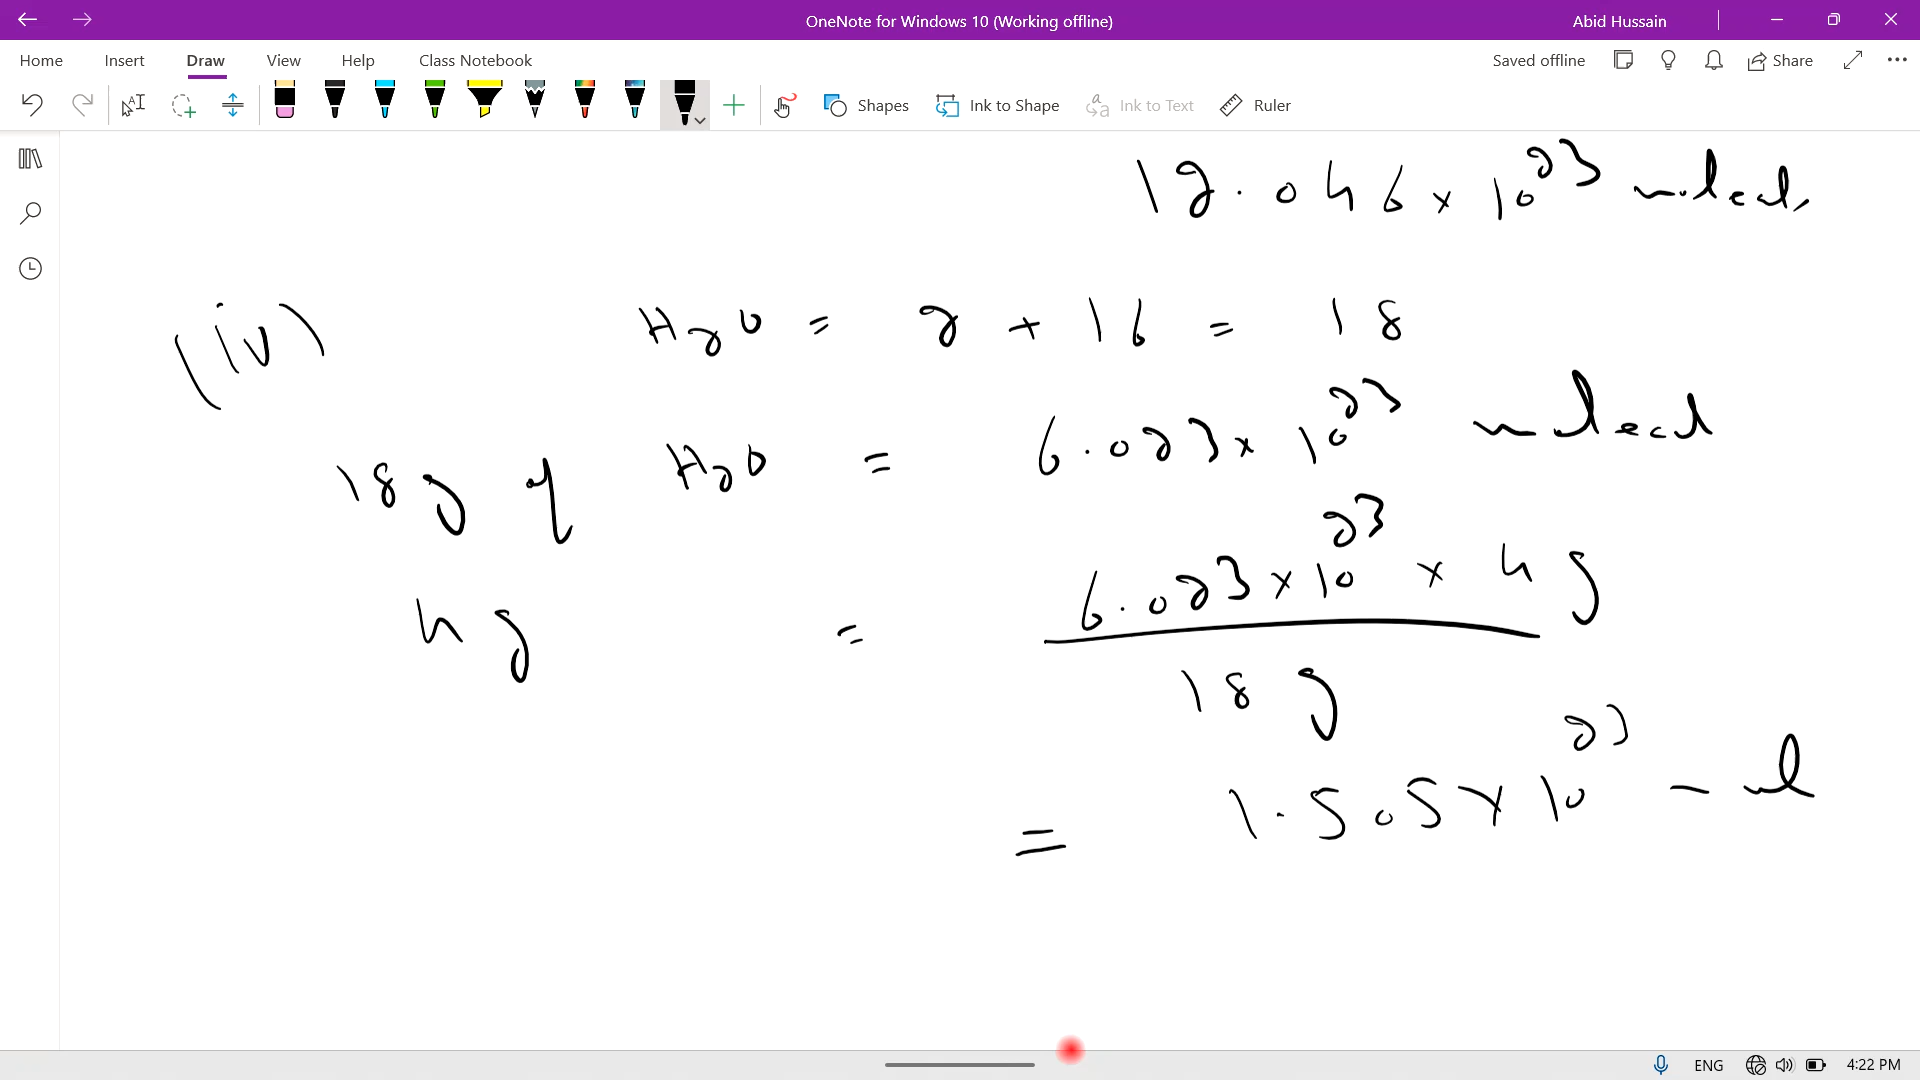 OneNote for Windows 10 (Working offline)
Abid Hussain
Home Insert Draw View Help Class Notebook
Saved offline Share
Shapes Ink to Shape Ink to Text Ruler
12.046 x 10^23 molecul
(iv) H2O = 2 + 16 = 18
18 g of H2O = 6.023 x 10^23 molecul
4 g = 6.023 x 10^23 x 4 g
18 g
= 1.505 x 10^23
ENG 4:22 PM